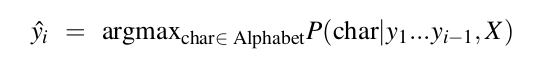 ŷᵢ = argmax_{char∈ Alphabet}P(char|y₁...yᵢ₋₁, X)